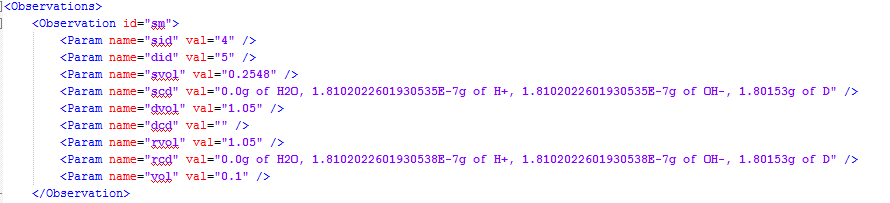 <Observations>
<Observation id="sm">
<Param name="sid" val="4" />
<Param name="did" val="5" />
<Param name="svol" val="0.2548" />
<Param name="scd" val="0.0g of H2O, 1.8102022601930535E-7g of H+, 1.8102022601930535E-7g of OH-, 1.80153g of D" />
<Param name="dvol" val="1.05" />
<Param name="dcd" val="" />
<Param name="rvol" val="1.05" />
<Param name="rcd" val="0.0g of H2O, 1.8102022601930538E-7g of H+, 1.8102022601930538E-7g of OH-, 1.80153g of D" />
<Param name="vol" val="0.1" />
</Observation>